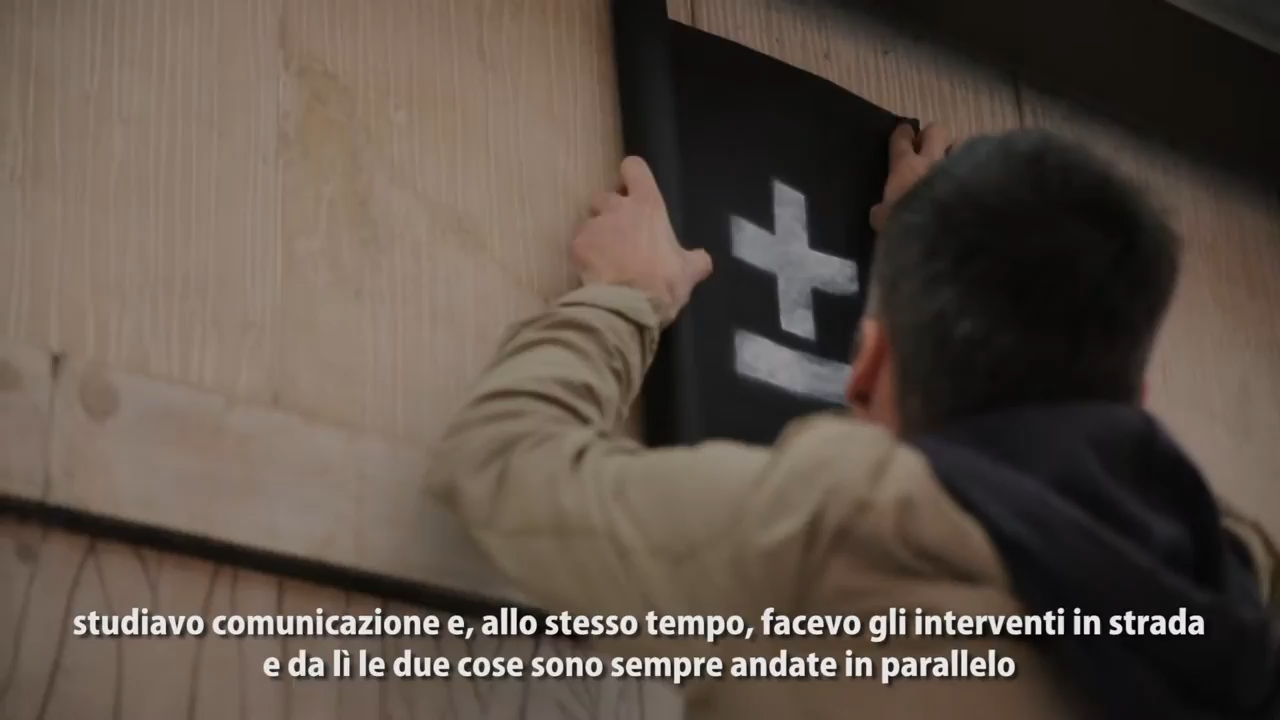 ±
studiavo comunicazione e, allo stesso tempo, facevo gli interventi in strada
e da lì le due cose sono sempre andate in parallelo